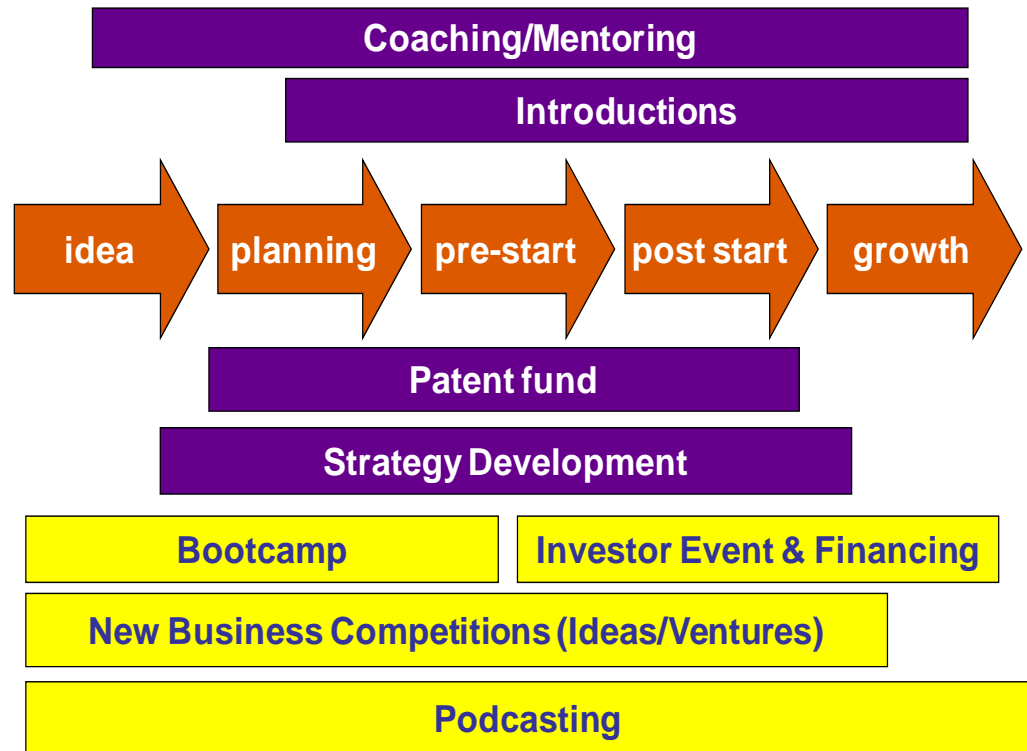 Coaching/Mentoring
Introductions
idea
planning
pre-start
post start
growth
Patent fund
Strategy Development
Bootcamp
Investor Event & Financing
New Business Competitions (Ideas/Ventures)
Podcasting